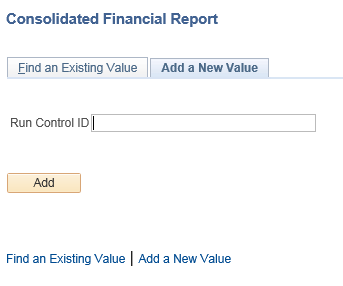 Consolidated Financial Report
Find an Existing Value Add a New Value
Run Control ID
Add
Find an Existing Value | Add a New Value